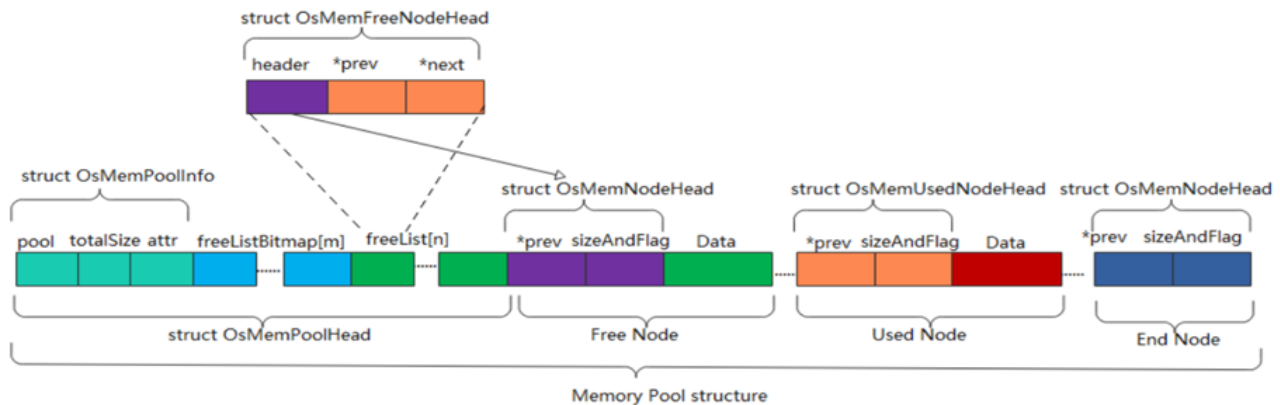 struct OsMemFreeNodeHead
header *prev *next
struct OsMemPoolInfo
struct OsMemNodeHead
struct OsMemUsedNodeHead
struct OsMemNodeHead
pool totalSize attr freeListBitmap[m] freeList[n] *prev sizeAndFlag Data *prev sizeAndFlag Data *prev sizeAndFlag
struct OsMemPoolHead
Free Node
Used Node
End Node
Memory Pool structure